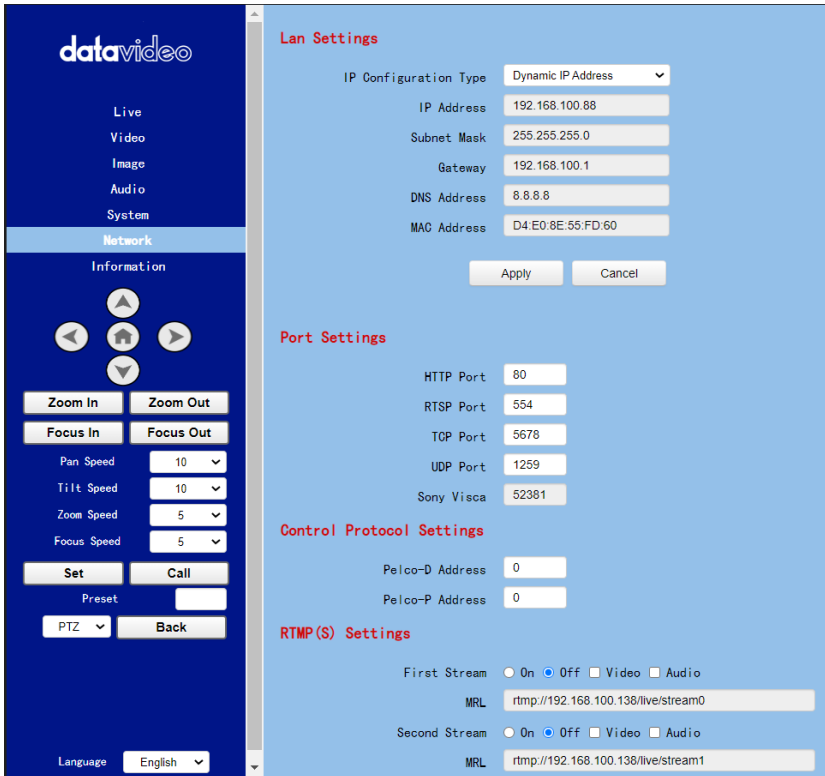 datavideo
Live
Video
Image
Audio
System
Network
Information
Zoom In Zoom Out
Focus In Focus Out
Pan Speed 10
Tilt Speed 10
Zoom Speed 5
Focus Speed 5
Set Call
Preset
PTZ Back
Language English
Lan Settings
IP Configuration Type Dynamic IP Address
IP Address 192.168.100.88
Subnet Mask 255.255.255.0
Gateway 192.168.100.1
DNS Address 8.8.8.8
MAC Address D4:E0:8E:55:FD:60
Apply Cancel
Port Settings
HTTP Port 80
RTSP Port 554
TCP Port 5678
UDP Port 1259
Sony Visca 52381
Control Protocol Settings
Pelco-D Address 0
Pelco-P Address 0
RTMP(S) Settings
First Stream On Off Video Audio
MRL rtmp://192.168.100.138/live/stream0
Second Stream On Off Video Audio
MRL rtmp://192.168.100.138/live/stream1